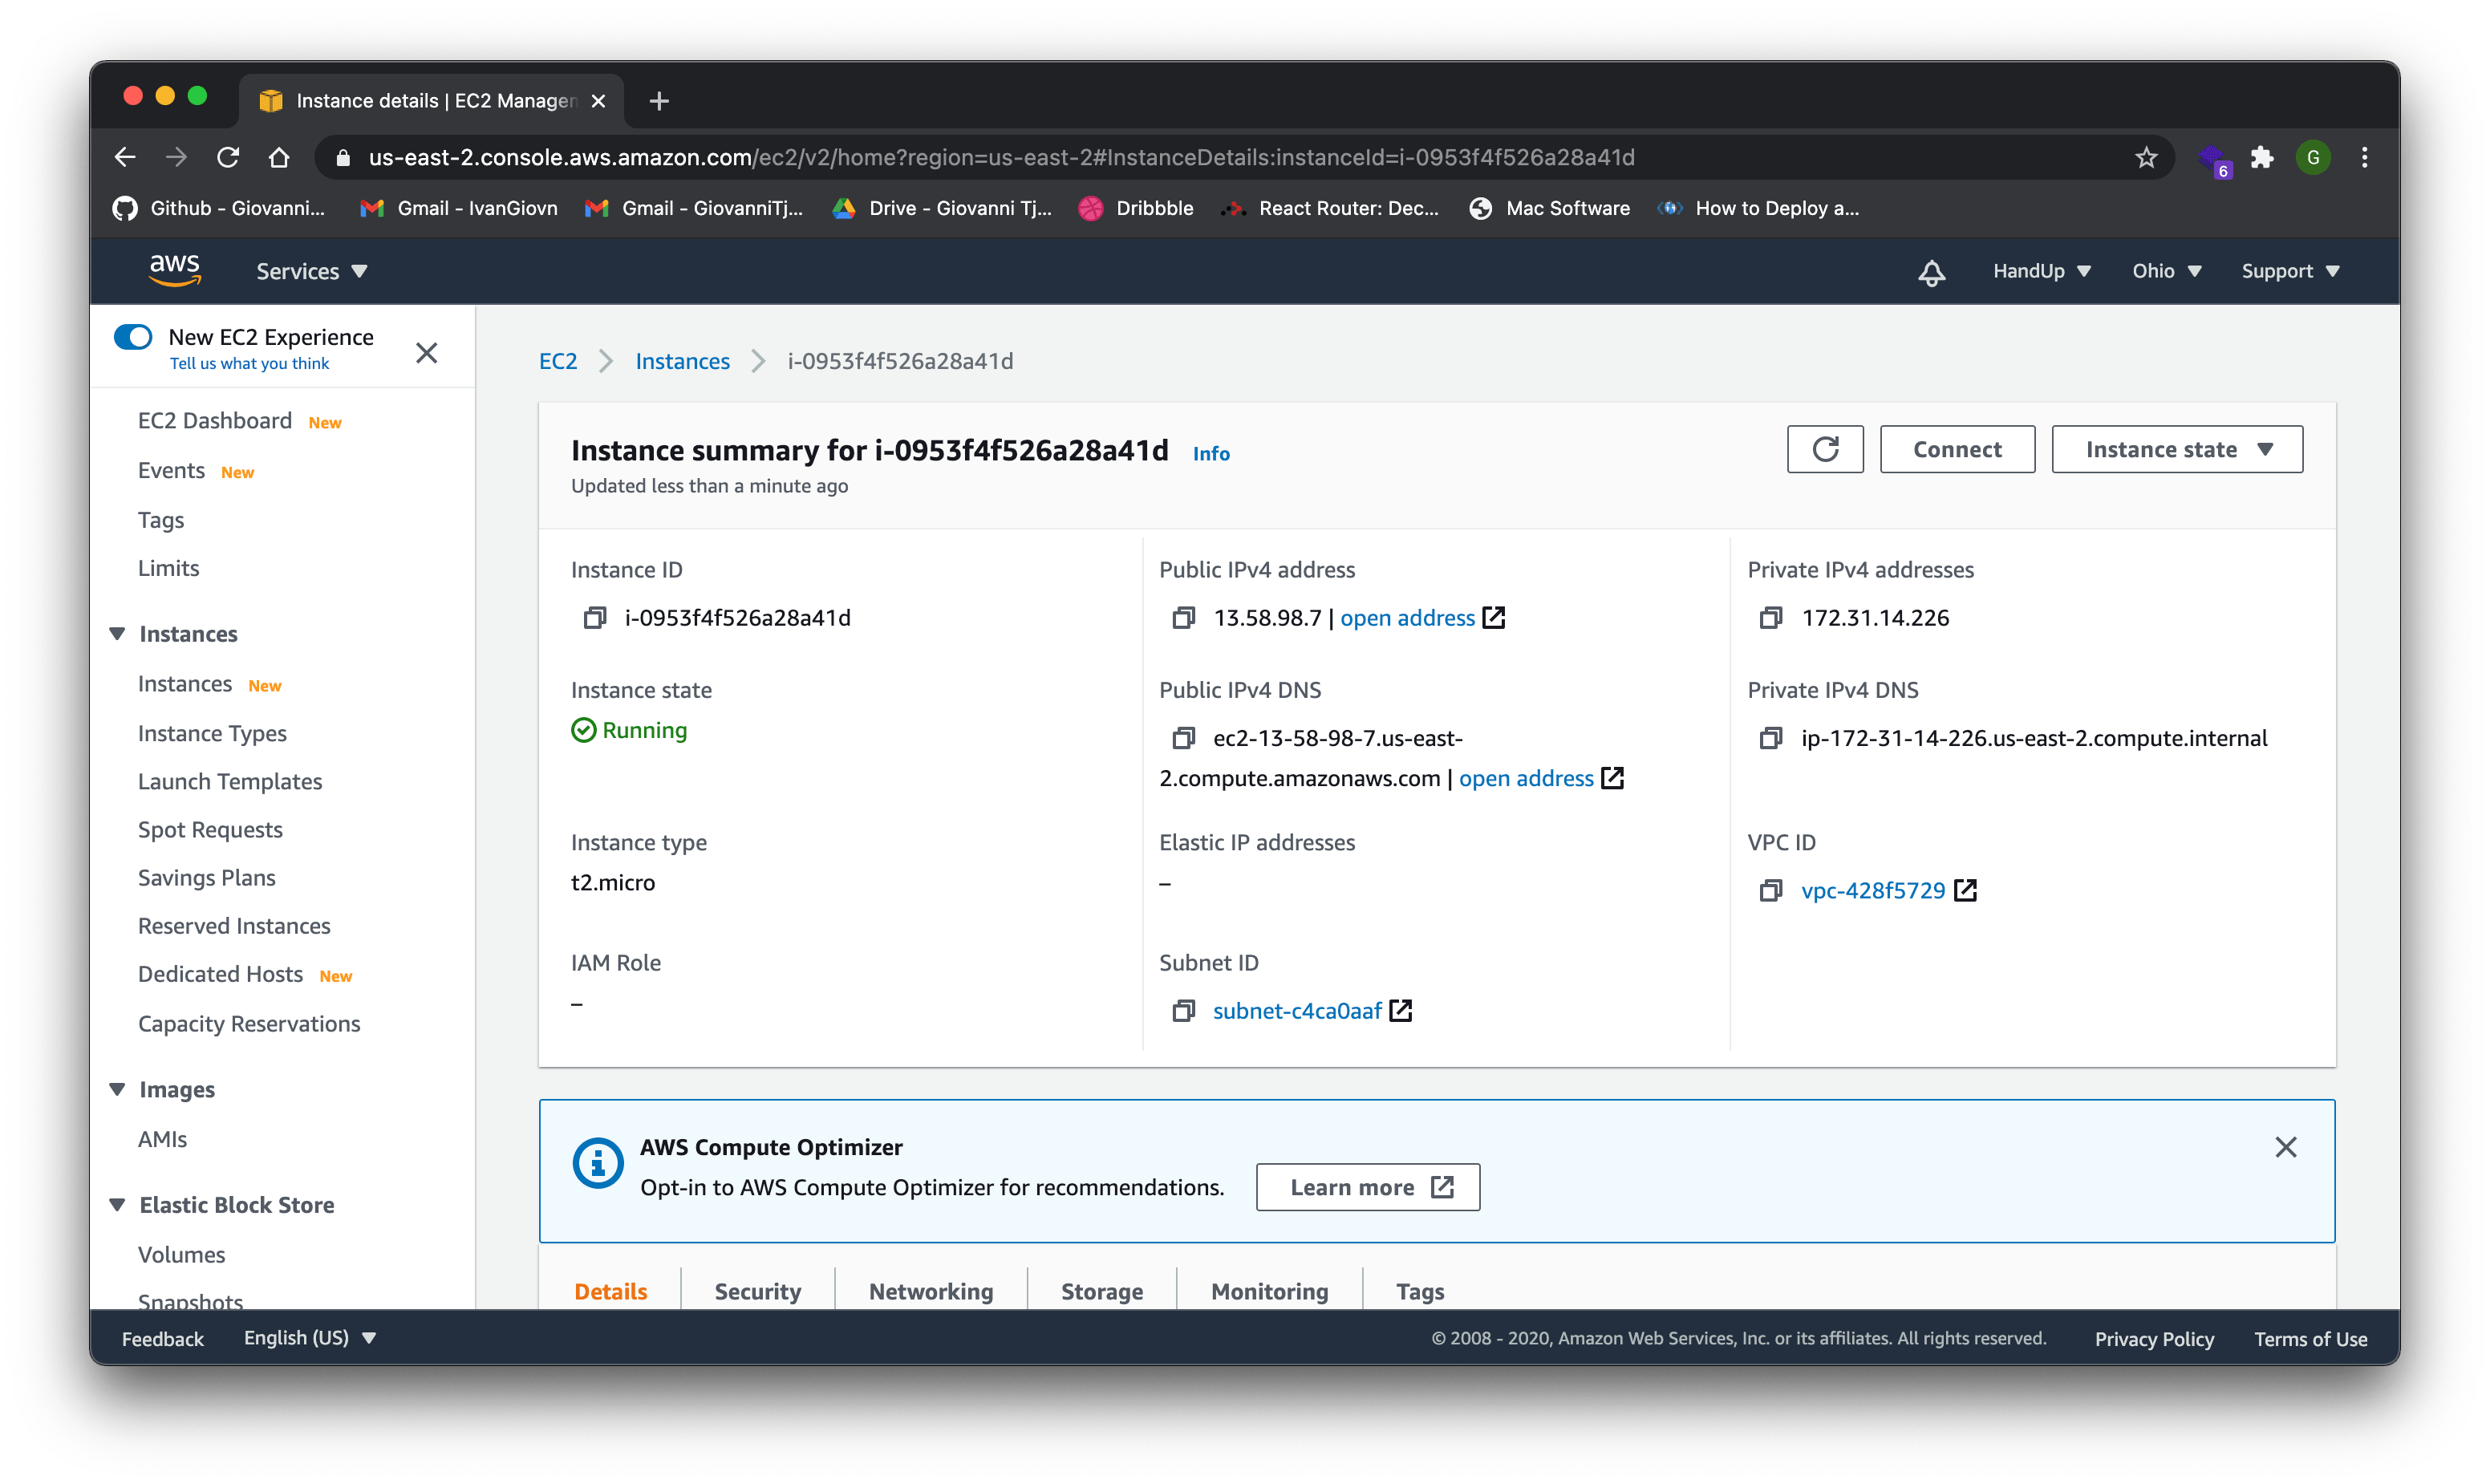 Instance details | EC2 Managem
us-east-2.console.aws.amazon.com/ec2/v2/home?region=us-east-2#InstanceDetails:instanceId=i-0953f4f526a28a41d
6
G
Github - Giovanni...
Gmail - IvanGiovn
Gmail - GiovanniTj...
Drive - Giovanni Tj...
Dribbble
React Router: Dec...
Mac Software
How to Deploy a...
aws
Services
HandUp
Ohio
Support
New EC2 Experience
Tell us what you think
EC2 Dashboard New
Events New
Tags
Limits
Instances
Instances New
Instance Types
Launch Templates
Spot Requests
Savings Plans
Reserved Instances
Dedicated Hosts New
Capacity Reservations
Images
AMIs
Elastic Block Store
Volumes
Snapshots
EC2 > Instances > i-0953f4f526a28a41d
Instance summary for i-0953f4f526a28a41d Info
Updated less than a minute ago
Connect
Instance state
Instance ID
i-0953f4f526a28a41d
Public IPv4 address
13.58.98.7 | open address
Private IPv4 addresses
172.31.14.226
Instance state
Running
Public IPv4 DNS
ec2-13-58-98-7.us-east-
2.compute.amazonaws.com | open address
Private IPv4 DNS
ip-172-31-14-226.us-east-2.compute.internal
Instance type
t2.micro
Elastic IP addresses
–
VPC ID
vpc-428f5729
IAM Role
–
Subnet ID
subnet-c4ca0aaf
AWS Compute Optimizer
Opt-in to AWS Compute Optimizer for recommendations.
Learn more
Details
Security
Networking
Storage
Monitoring
Tags
Feedback
English (US)
© 2008 - 2020, Amazon Web Services, Inc. or its affiliates. All rights reserved.
Privacy Policy
Terms of Use